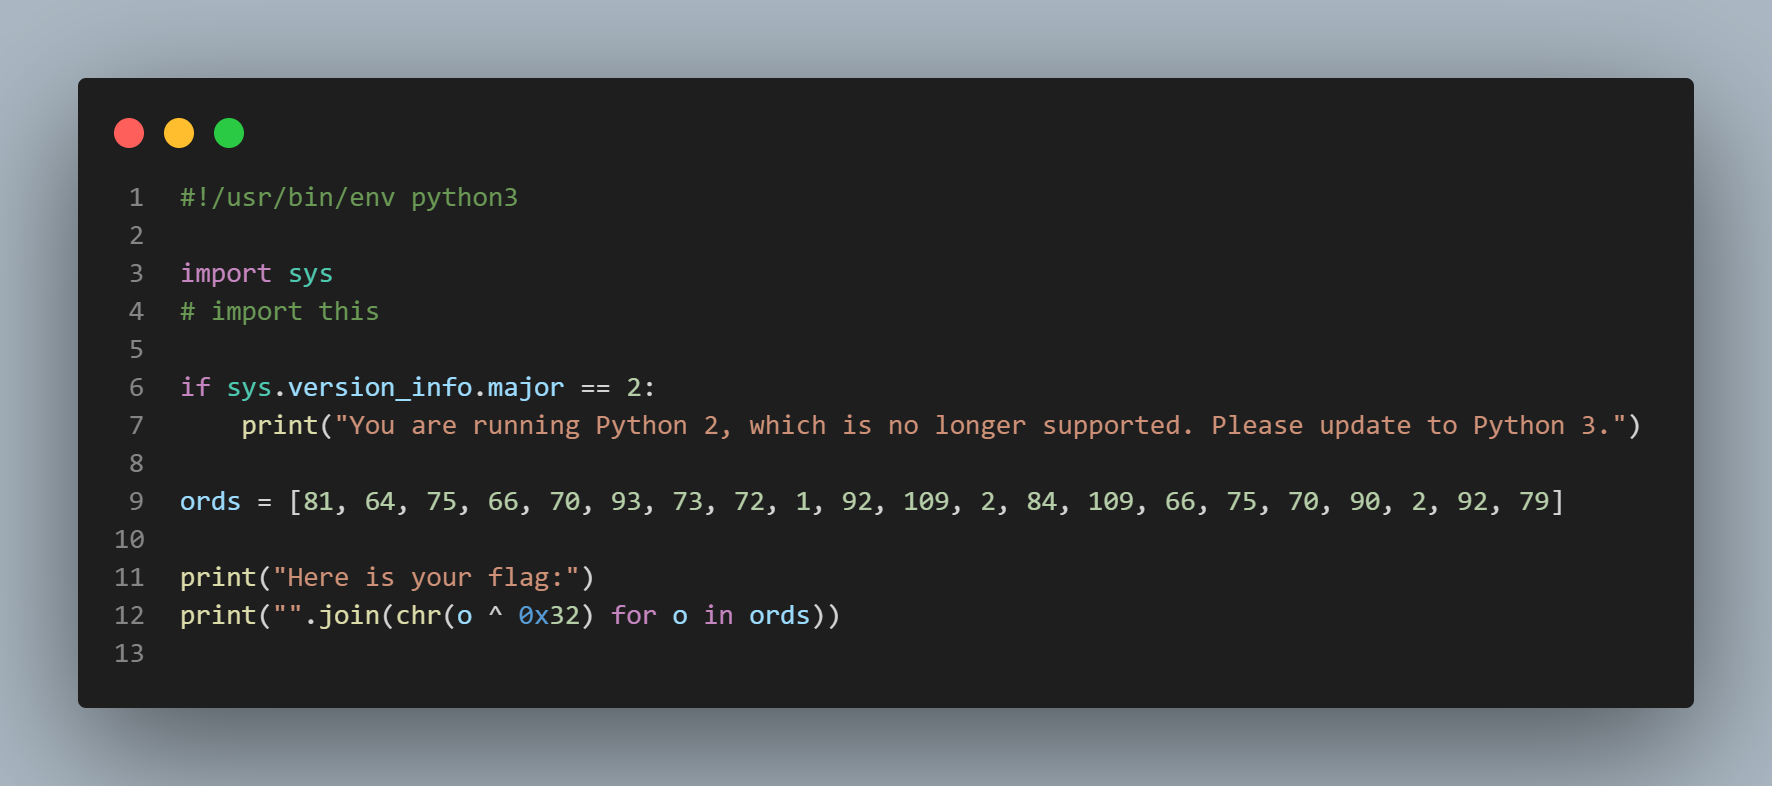 1 #!/usr/bin/env python3
2
3 import sys
4 # import this
5
6 if sys.version_info.major == 2:
7     print("You are running Python 2, which is no longer supported. Please update to Python 3.")
8
9 ords = [81, 64, 75, 66, 70, 93, 73, 72, 1, 92, 109, 2, 84, 109, 66, 75, 70, 90, 2, 92, 79]
10
11 print("Here is your flag:")
12 print("".join(chr(o ^ 0x32) for o in ords))
13